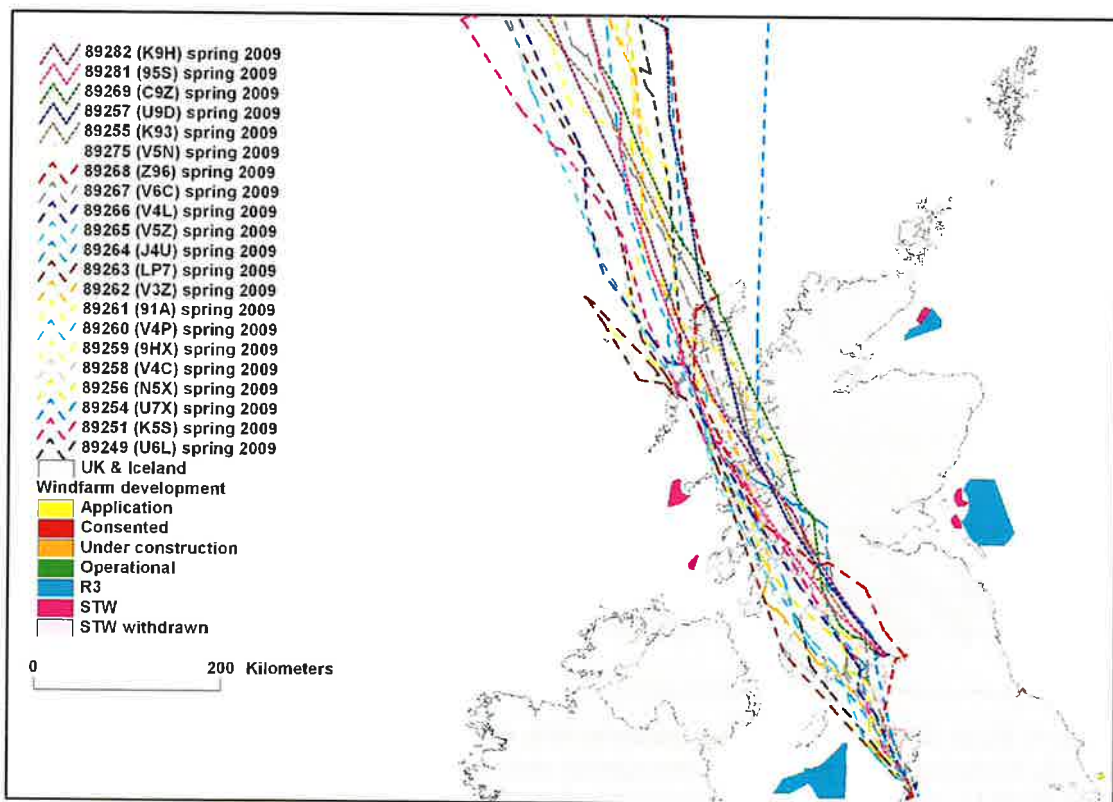 89282 (K9H) spring 2009
89281 (95S) spring 2009
89269 (C9Z) spring 2009
89257 (U9D) spring 2009
89255 (K93) spring 2009
89275 (V5N) spring 2009
89268 (Z96) spring 2009
89267 (V6C) spring 2009
89266 (V4L) spring 2009
89265 (V5Z) spring 2009
89264 (J4U) spring 2009
89263 (LP7) spring 2009
89262 (V3Z) spring 2009
89261 (91A) spring 2009
89260 (V4P) spring 2009
89259 (9HX) spring 2009
89258 (V4C) spring 2009
89256 (N5X) spring 2009
89254 (U7X) spring 2009
89251 (K5S) spring 2009
89249 (U6L) spring 2009
UK & Iceland
Windfarm development
Application
Consented
Under construction
Operational
R3
STW
STW withdrawn
0 200 Kilometers